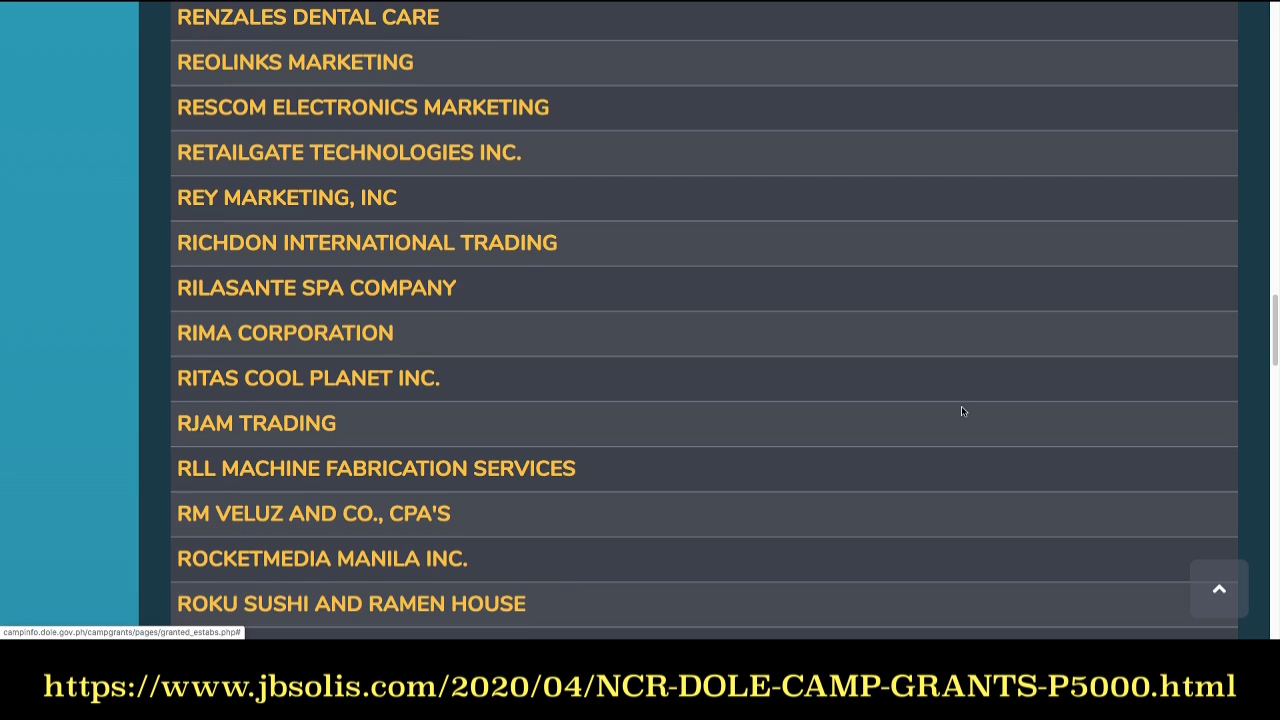 RENZALES DENTAL CARE
REOLINKS MARKETING
RESCOM ELECTRONICS MARKETING
RETAILGATE TECHNOLOGIES INC.
REY MARKETING, INC
RICHDON INTERNATIONAL TRADING
RILASANTE SPA COMPANY
RIMA CORPORATION
RITAS COOL PLANET INC.
RJAM TRADING
RLL MACHINE FABRICATION SERVICES
RM VELUZ AND CO., CPA'S
ROCKETMEDIA MANILA INC.
ROKU SUSHI AND RAMEN HOUSE
campinfo.dole.gov.ph/campgrants/pages/granted_estabs.php#
https://www.jbsolis.com/2020/04/NCR-DOLE-CAMP-GRANTS-P5000.html